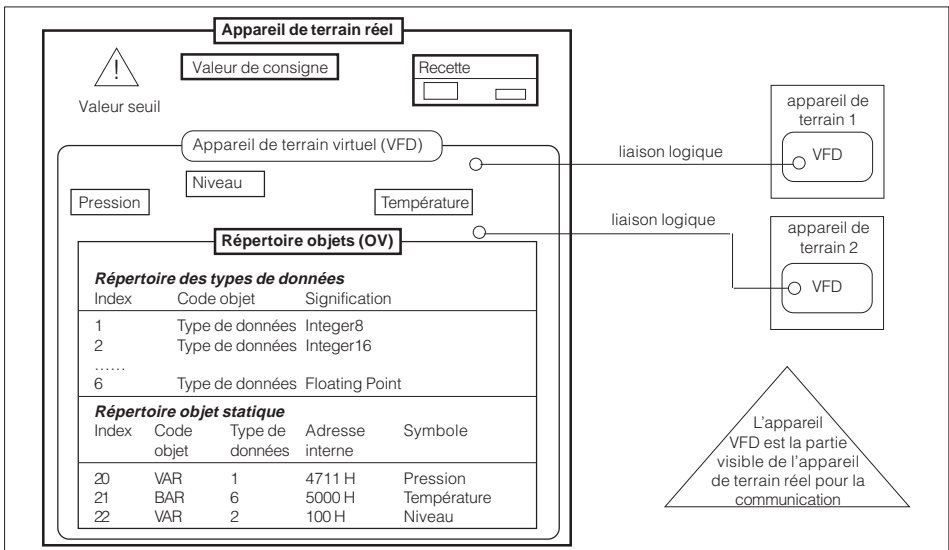 Appareil de terrain réel
Valeur de consigne
Recette
!
Valeur seuil
appareil de
terrain 1
VFD
Appareil de terrain virtuel (VFD)
liaison logique
Niveau
Pression
Température
liaison logique
appareil de
terrain 2
VFD
Répertoire objets (OV)
Répertoire des types de données
Index Code objet Signification
1 Type de données Integer8
2 Type de données Integer16
......
6 Type de données Floating Point
Répertoire objet statique
Index Code Type de Adresse Symbole
objet données interne
20 VAR 1 4711 H Pression
21 BAR 6 5000 H Température
22 VAR 2 100 H Niveau
L'appareil
VFD est la partie
visible de l'appareil
de terrain réel pour la
communication